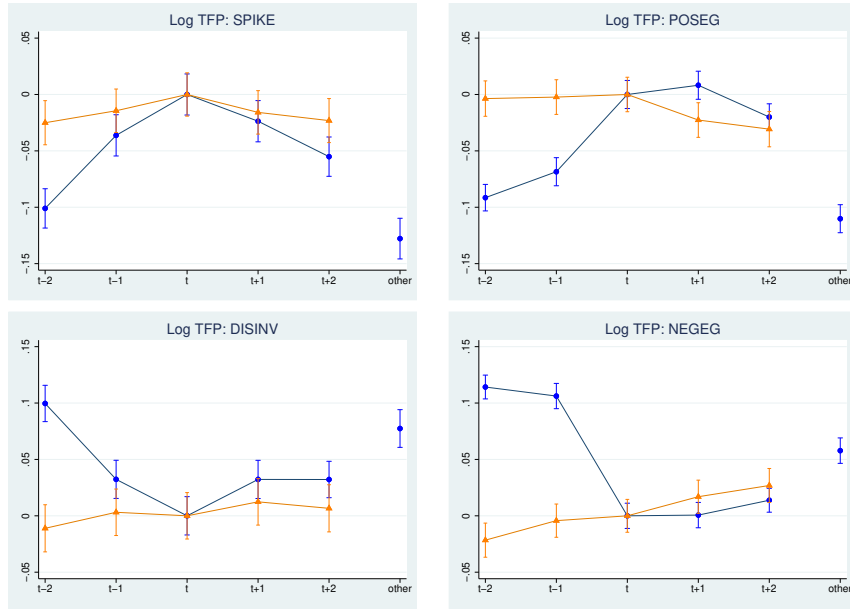 Log TFP: SPIKE
.05
0
−.05
−.1
−.15
t−2 t−1 t t+1 t+2 other
Log TFP: POSEG
.05
0
−.05
−.1
−.15
t−2 t−1 t t+1 t+2 other
Log TFP: DISINV
.15
.1
.05
0
−.05
t−2 t−1 t t+1 t+2 other
Log TFP: NEGEG
.15
.1
.05
0
−.05
t−2 t−1 t t+1 t+2 other